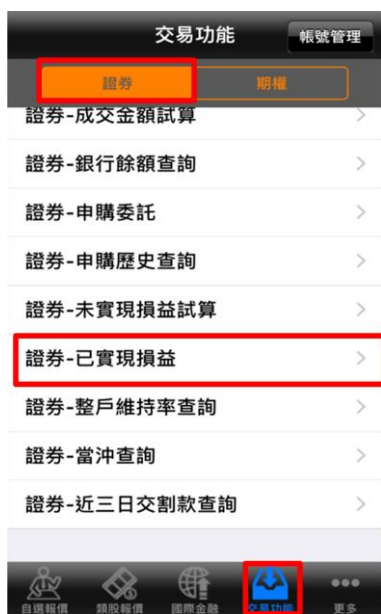 交易功能
帳號管理
證券
期權
證券-成交金額試算
證券-銀行餘額查詢
證券-申購委託
證券-申購歷史查詢
證券-未實現損益試算
證券-已實現損益
證券-整戶維持率查詢
證券-當沖查詢
證券-近三日交割款查詢
自選報價
類股報價
國際金融
交易功能
更多